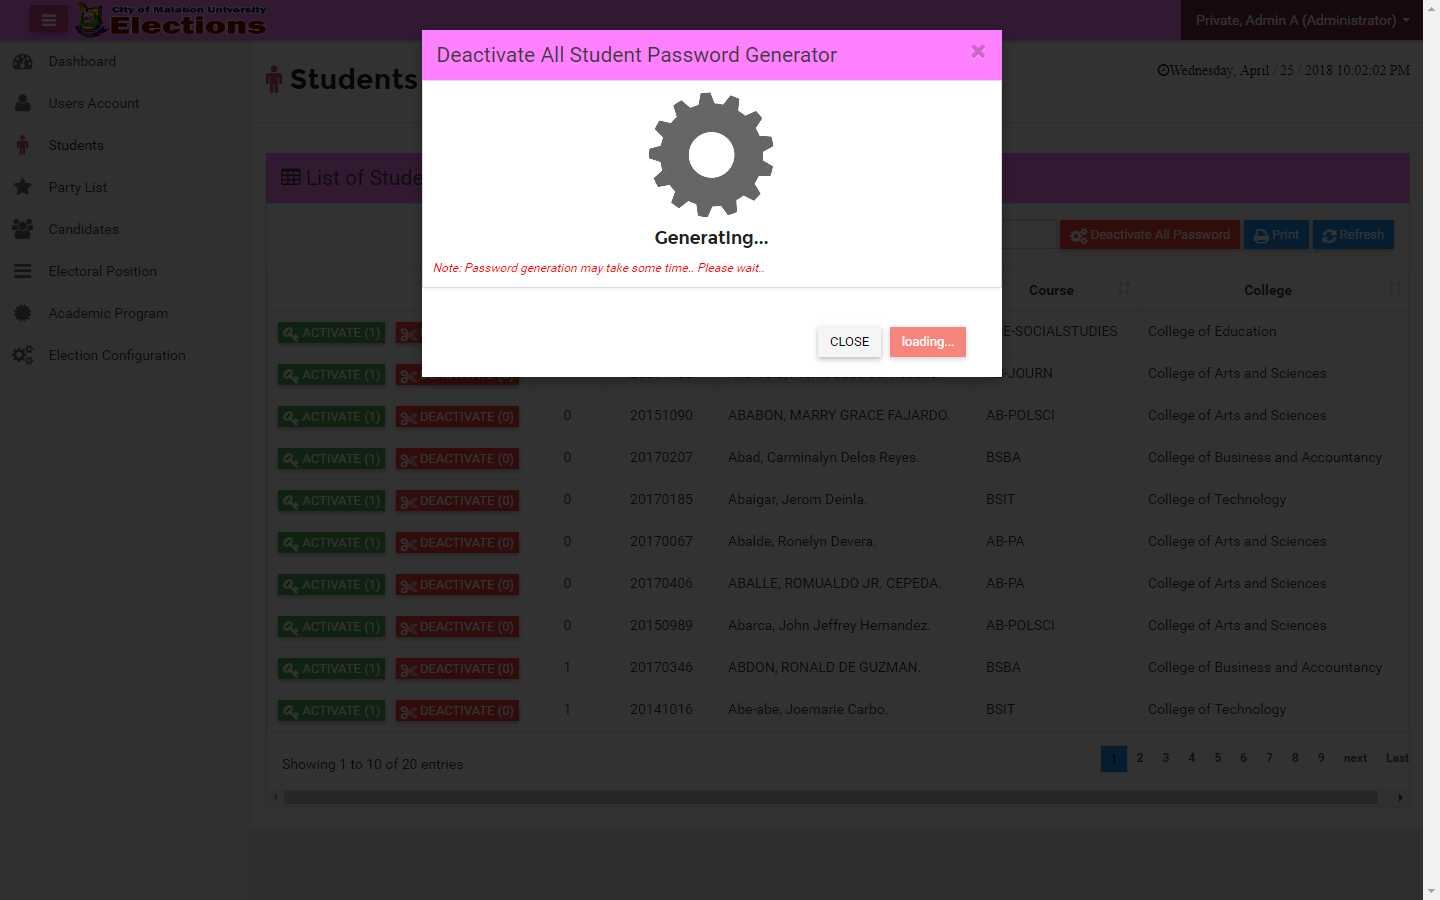 City of Malabon University
Elections
Private, Admin A (Administrator)
Dashboard
Users Account
Students
Party List
Candidates
Electoral Position
Academic Program
Election Configuration
Students
Wednesday, April / 25 / 2018 10:02:02 PM
Deactivate All Student Password Generator
×
Generating...
Note: Password generation may take some time.. Please wait..
CLOSE
loading...
List of Stude
Deactivate All Password
Print
Refresh
Course College
ACTIVATE (1) E-SOCIALSTUDIES College of Education
ACTIVATE (1) DEACTIVATE (0) -JOURN College of Arts and Sciences
ACTIVATE (1) DEACTIVATE (0) 0 20151090 ABABON, MARRY GRACE FAJARDO. AB-POLSCI College of Arts and Sciences
ACTIVATE (1) DEACTIVATE (0) 0 20170207 Abad, Carminalyn Delos Reyes. BSBA College of Business and Accountancy
ACTIVATE (1) DEACTIVATE (0) 0 20170185 Abaigar, Jerom Deinla. BSIT College of Technology
ACTIVATE (1) DEACTIVATE (0) 0 20170067 Abalde, Ronelyn Devera. AB-PA College of Arts and Sciences
ACTIVATE (1) DEACTIVATE (0) 0 20170406 ABALLE, ROMUALDO JR. CEPEDA. AB-PA College of Arts and Sciences
ACTIVATE (1) DEACTIVATE (0) 0 20150989 Abarca, John Jeffrey Hernandez. AB-POLSCI College of Arts and Sciences
ACTIVATE (1) DEACTIVATE (0) 1 20170346 ABDON, RONALD DE GUZMAN. BSBA College of Business and Accountancy
ACTIVATE (1) DEACTIVATE (0) 1 20141016 Abe-abe, Joemarie Carbo. BSIT College of Technology
Showing 1 to 10 of 20 entries
1 2 3 4 5 6 7 8 9 next Last